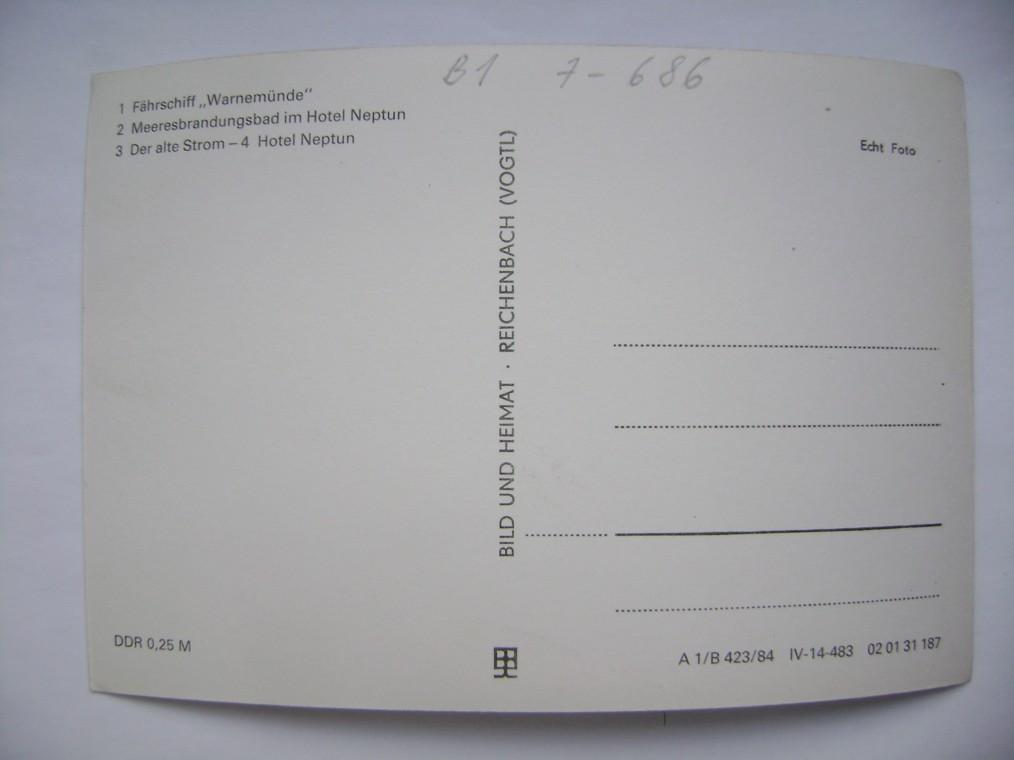 B1 7-686
1 Fährschiff „Warnemünde“
2 Meeresbrandungsbad im Hotel Neptun
3 Der alte Strom – 4 Hotel Neptun
Echt Foto
BILD UND HEIMAT · REICHENBACH (VOGTL)
DDR 0,25 M
A 1/B 423/84 IV-14-483 02 01 31 187